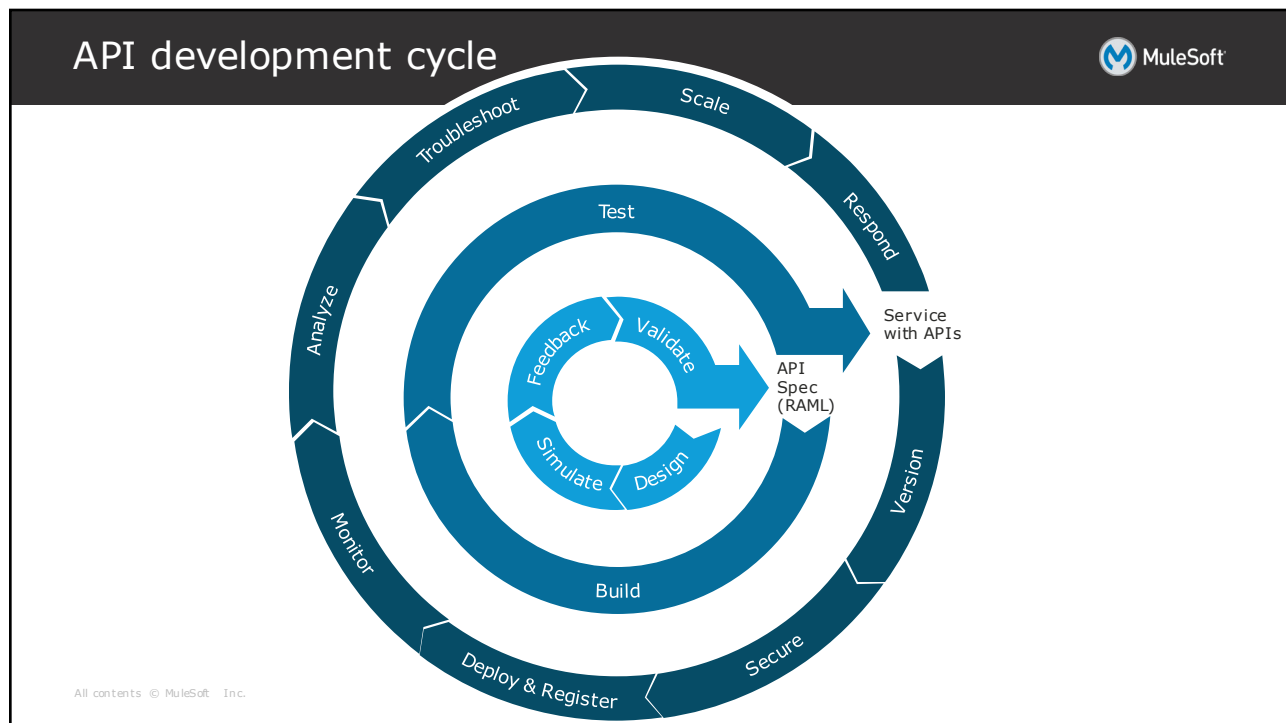 API development cycle
MuleSoft
Scale
Troubleshoot
Respond
Test
Service
with APIs
Analyze
Feedback
Validate
API
Spec
(RAML)
Simulate
Design
Version
Monitor
Build
Secure
Deploy & Register
All contents © MuleSoft Inc.